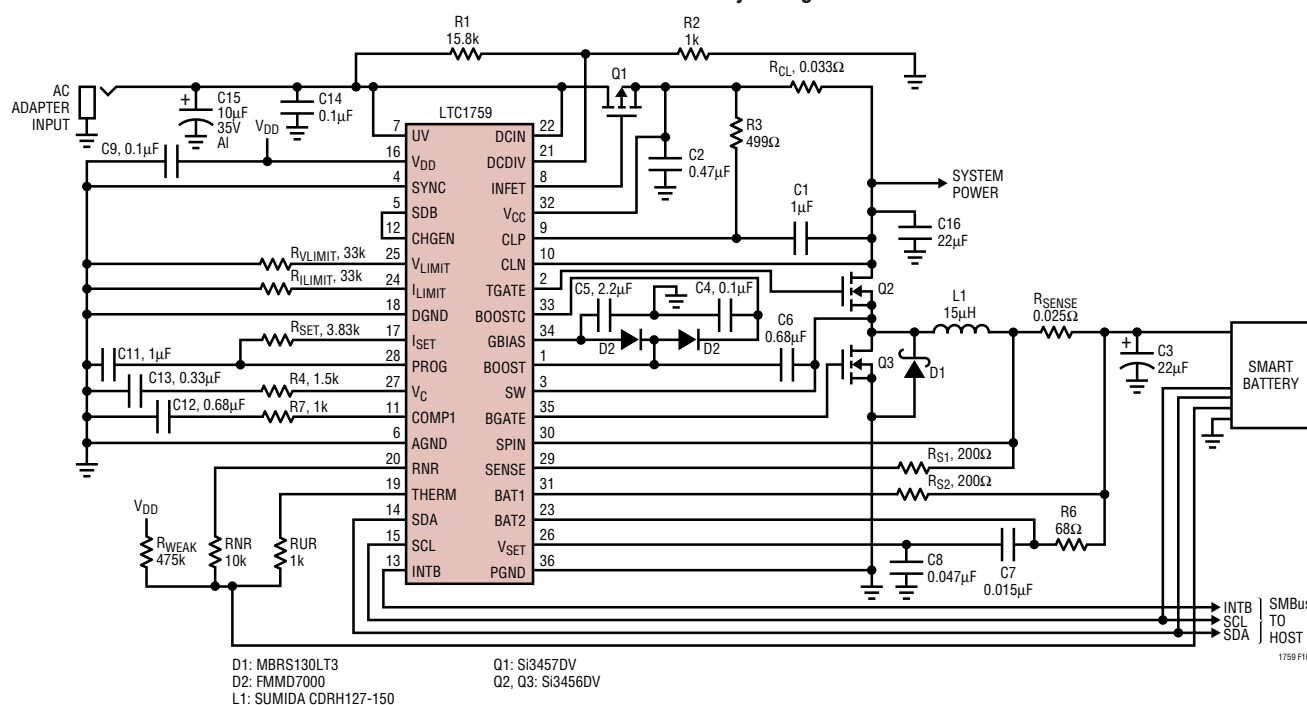 R1
15.8k
R2
1k
AC
ADAPTER
INPUT
C15
10µF
35V
Al
+
C14
0.1µF
VDD
C9, 0.1µF
Q1
RCL, 0.033Ω
R3
499Ω
C2
0.47µF
C1
1µF
SYSTEM
POWER
C16
22µF
LTC1759
7 UV
16 VDD
4 SYNC
5 SDB
12 CHGEN
25 VLIMIT
24 ILIMIT
18 DGND
17 ISET
28 PROG
27 VC
11 COMP1
6 AGND
20 RNR
19 THERM
14 SDA
15 SCL
13 INTB
DCIN 22
DCDIV 21
INFET 8
VCC 32
CLP 9
CLN 10
TGATE 2
BOOSTC 33
GBIAS 34
BOOST 1
SW 3
BGATE 35
SPIN 30
SENSE 29
BAT1 31
BAT2 23
VSET 26
PGND 36
RVLIMIT, 33k
RILIMIT, 33k
RSET, 3.83k
C11, 1µF
C13, 0.33µF
R4, 1.5k
C12, 0.68µF
R7, 1k
VDD
RWEAK
475k
RNR
10k
RUR
1k
C5, 2.2µF
C4, 0.1µF
D2
D2
C6
0.68µF
Q2
Q3
D1
L1
15µH
RSENSE
0.025Ω
+
C3
22µF
SMART
BATTERY
RS1, 200Ω
RS2, 200Ω
R6
68Ω
C8
0.047µF
C7
0.015µF
INTB
SCL
SDA
SMBus
TO
HOST
D1: MBRS130LT3
D2: FMMD7000
L1: SUMIDA CDRH127-150
Q1: Si3457DV
Q2, Q3: Si3456DV